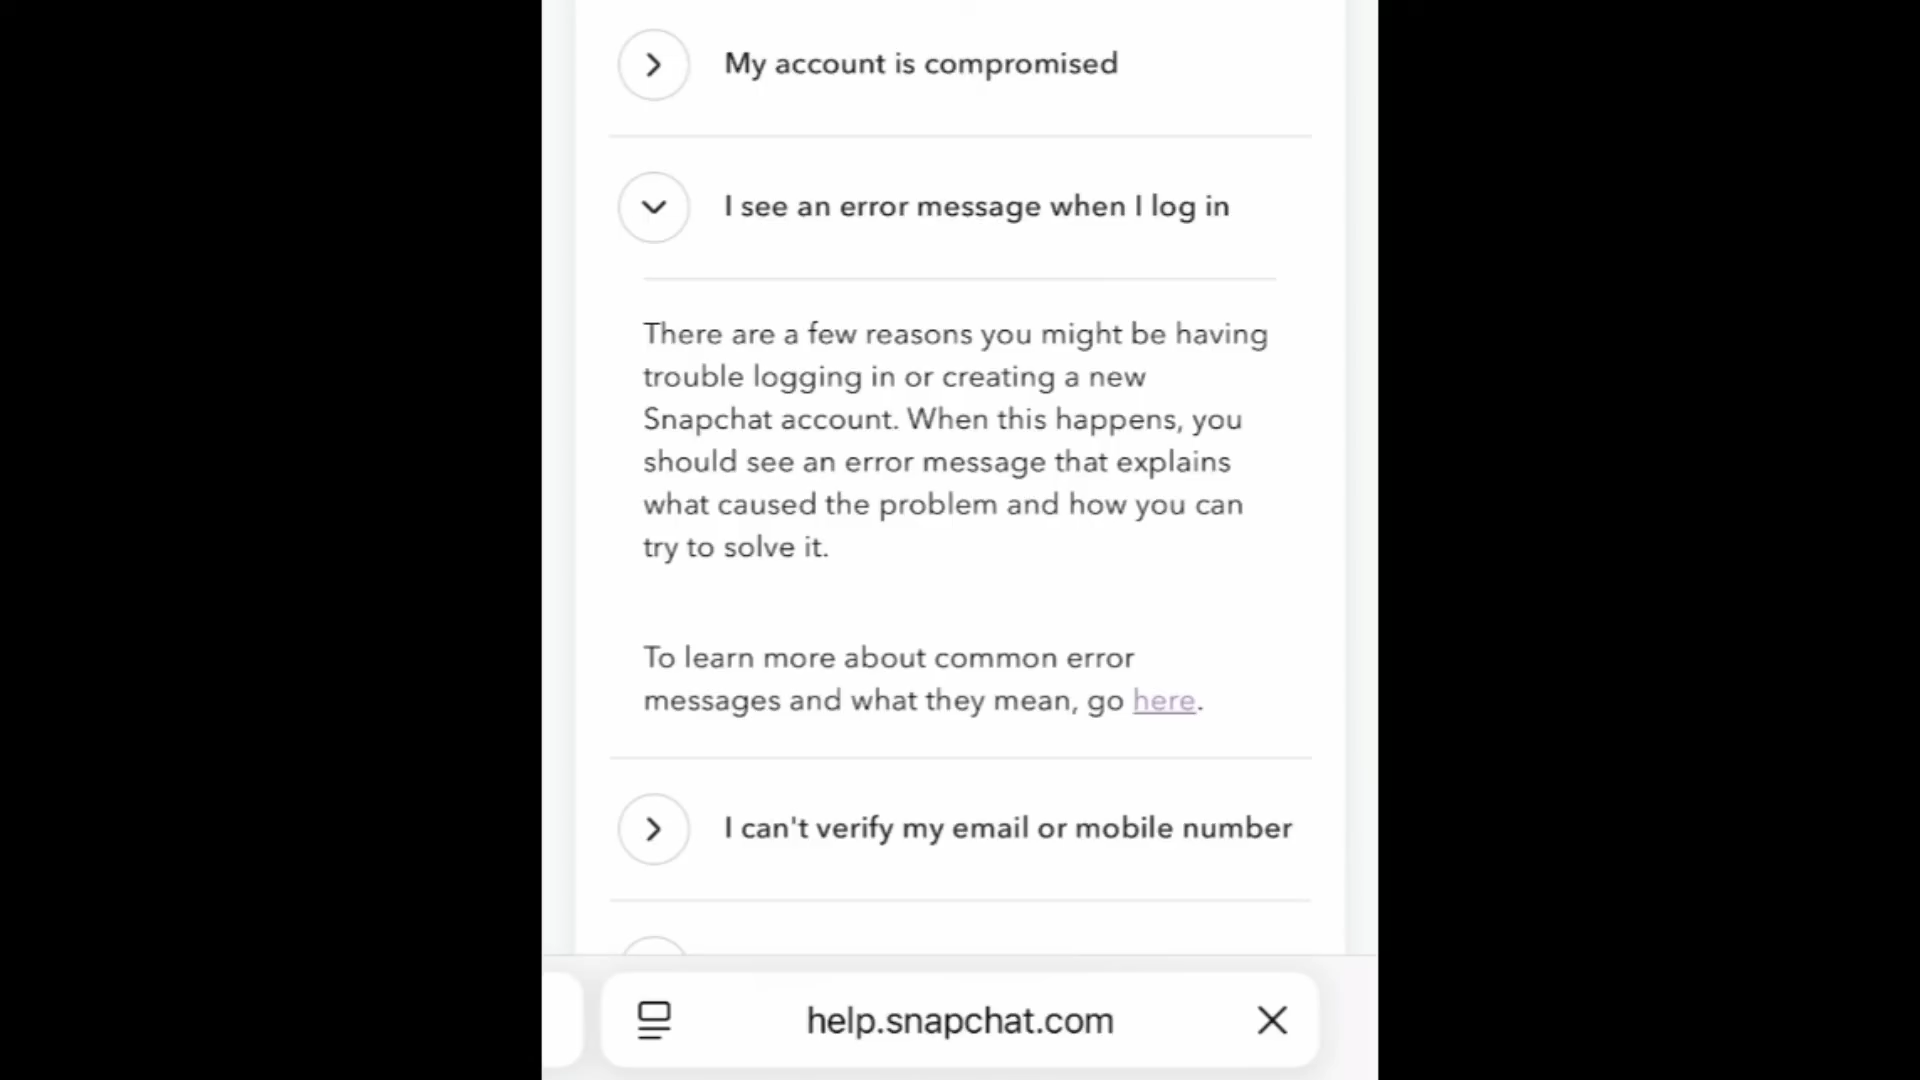 My account is compromised
I see an error message when I log in
There are a few reasons you might be having
trouble logging in or creating a new
Snapchat account. When this happens, you
should see an error message that explains
what caused the problem and how you can
try to solve it.
To learn more about common error
messages and what they mean, go here.
I can't verify my email or mobile number
help.snapchat.com